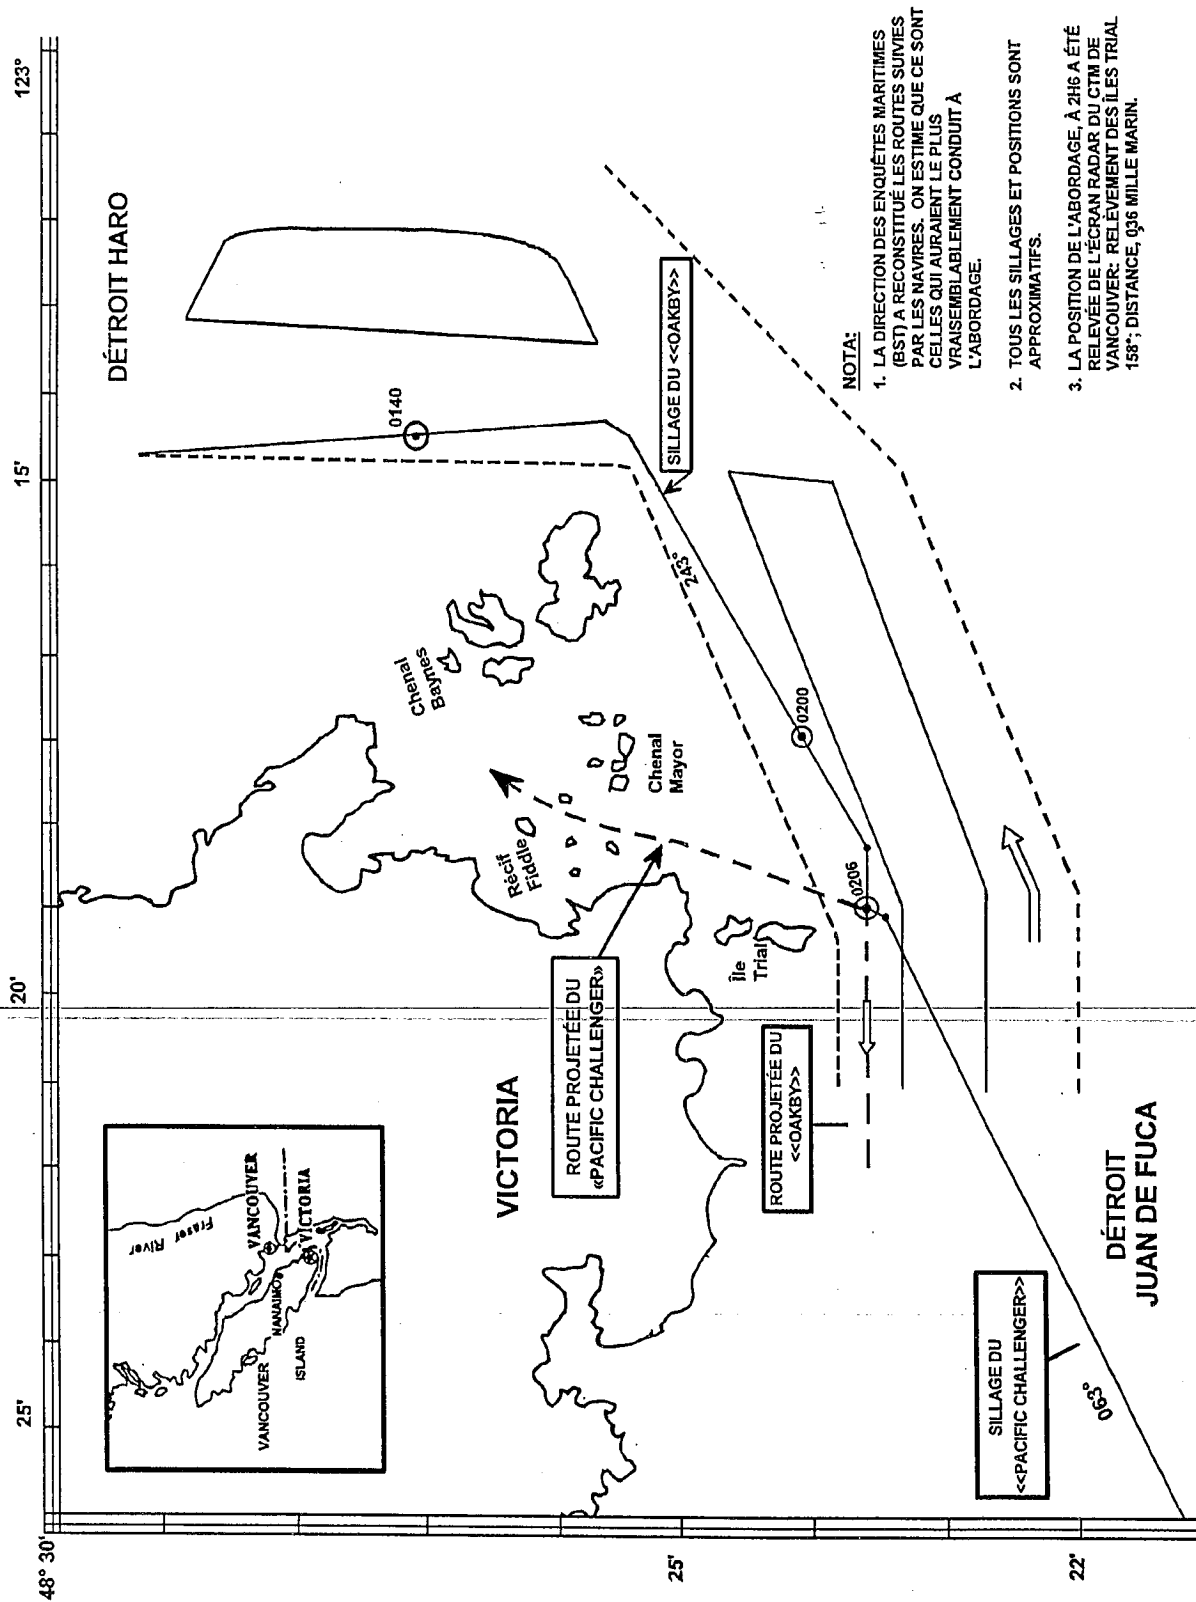 48° 30'
25'
20'
15'
123°
DÉTROIT HARO
VANCOUVER
VICTORIA
Fraser River
NANAIMO
VANCOUVER
ISLAND
0140
Chenal
Baynes
Récif
Fiddle
Chenal
Mayor
VICTORIA
ROUTE PROJETÉE DU
«PACIFIC CHALLENGER»
SILLAGE DU <<OAKBY>>
243°
25'
Île
Trial
0200
0206
ROUTE PROJETÉE DU
<<OAKBY>>
DÉTROIT
JUAN DE FUCA
SILLAGE DU
<<PACIFIC CHALLENGER>>
063°
22'
NOTA:
1. LA DIRECTION DES ENQUÊTES MARITIMES
(BST) A RECONSTITUÉ LES ROUTES SUIVIES
PAR LES NAVIRES. ON ESTIME QUE CE SONT
CELLES QUI AURAIENT LE PLUS
VRAISEMBLABLEMENT CONDUIT À
L'ABORDAGE.
2. TOUS LES SILLAGES ET POSITIONS SONT
APPROXIMATIFS.
3. LA POSITION DE L'ABORDAGE, À 2H6 A ÉTÉ
RELEVÉE DE L'ÉCRAN RADAR DU CTM DE
VANCOUVER: RELÈVEMENT DES ÎLES TRIAL
158°; DISTANCE, 0,36 MILLE MARIN.